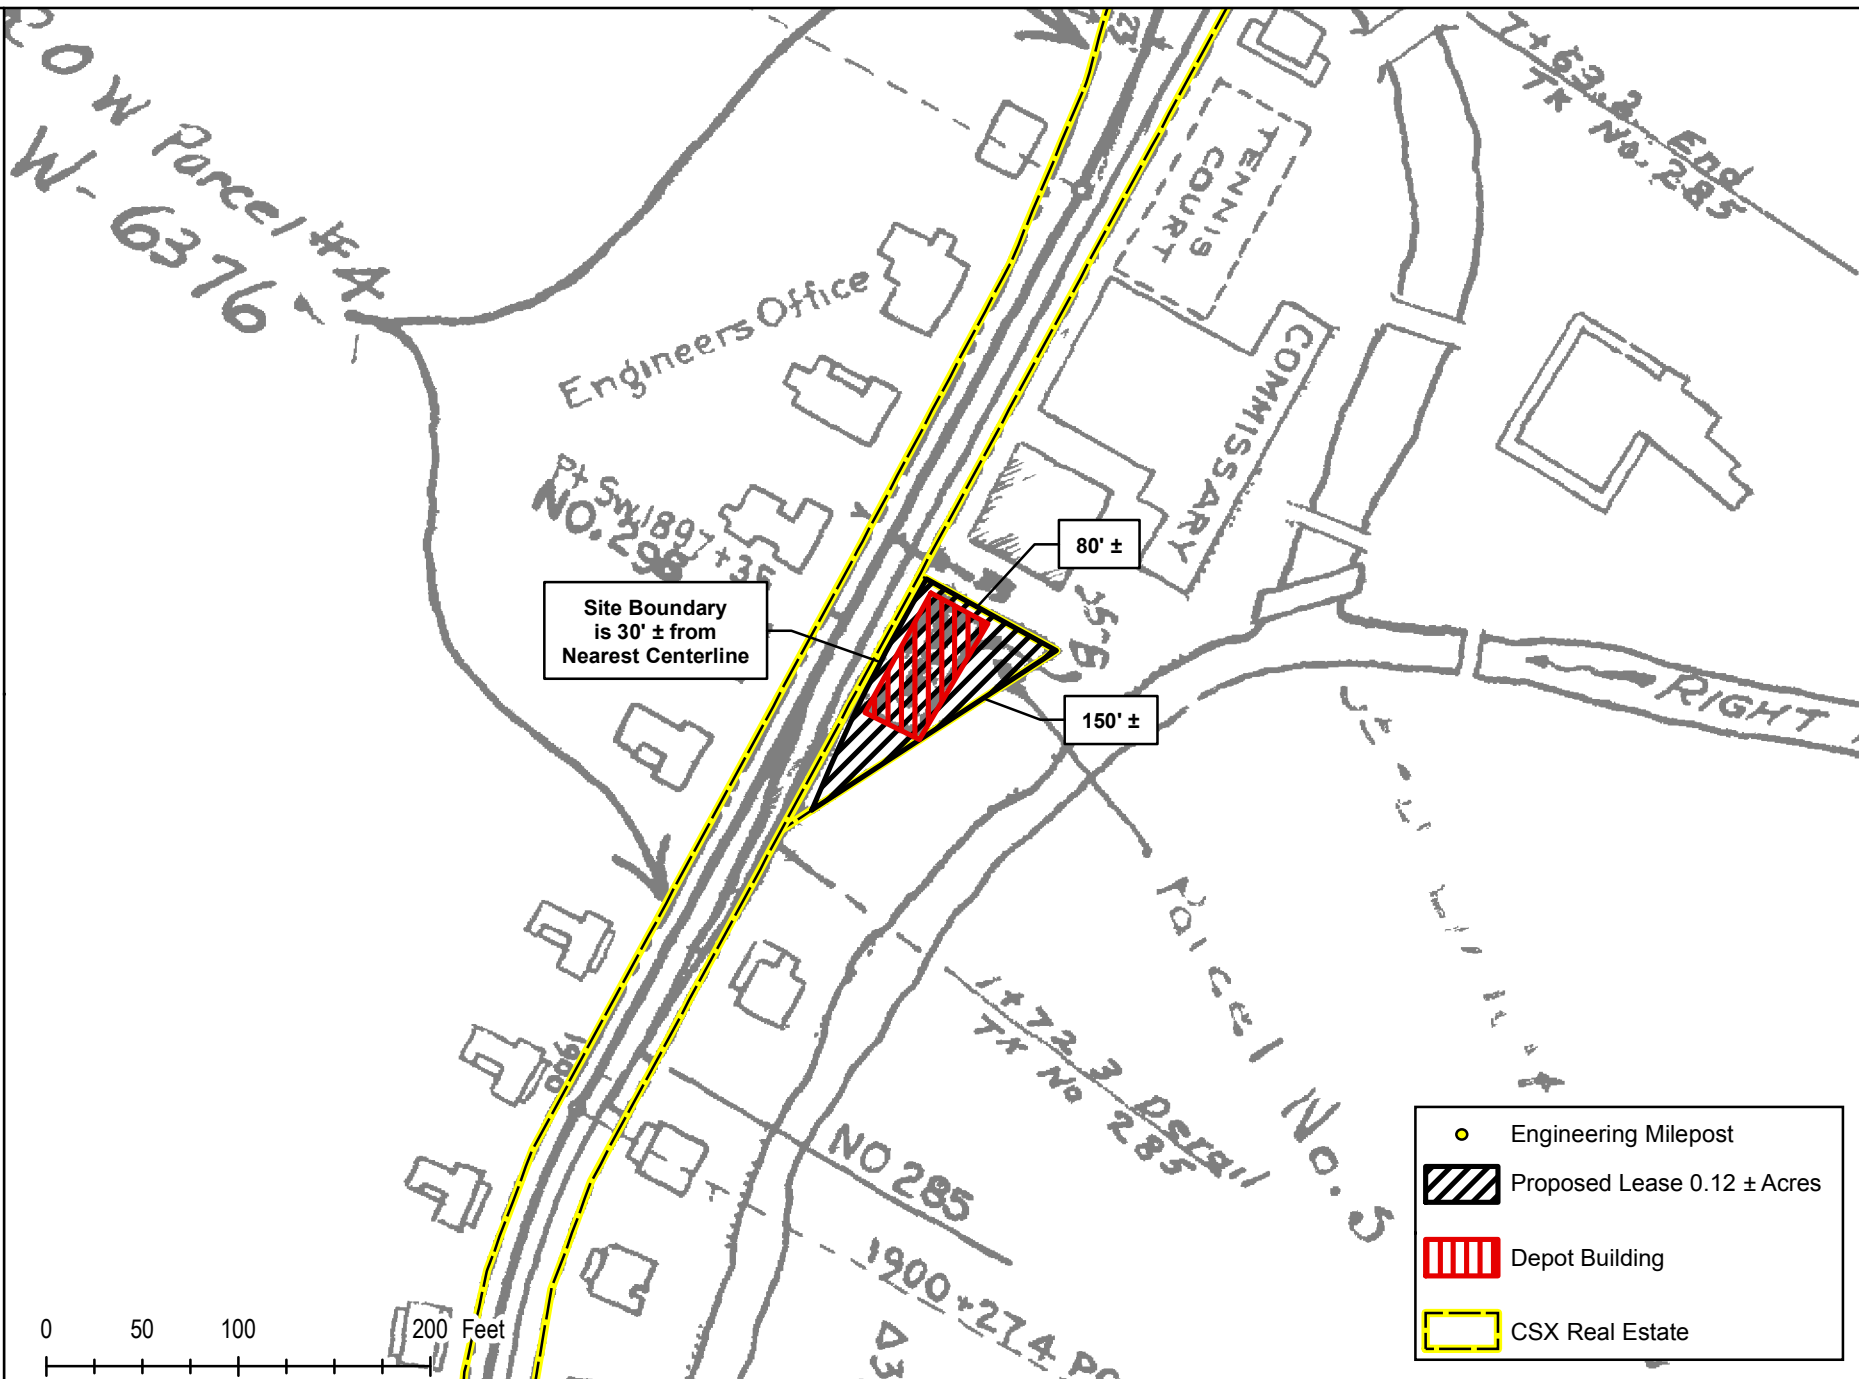 ROW Parcel #4
W-6376
23'
7+63.2 End
TK No. 285
TENNIS
COURT
Engineers Office
COMMISSARY
Pt Sw 1897+35
NO. 298
80' ±
Site Boundary
is 30' ± from
Nearest Centerline
150' ±
RIGHT
Parcel No. 5
1+72.3 Derail
TK No 285
1900
NO 285
1900+27.4
0 50 100 200 Feet
Engineering Milepost
Proposed Lease 0.12 ± Acres
Depot Building
CSX Real Estate